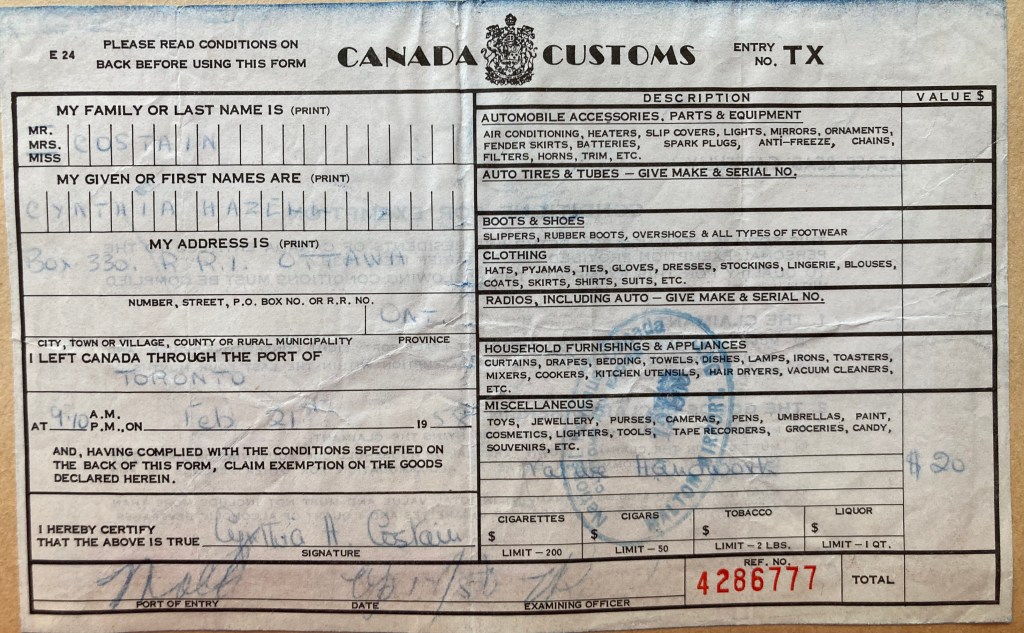 E 24
PLEASE READ CONDITIONS ON
BACK BEFORE USING THIS FORM
CANADA CUSTOMS
ENTRY
NO. TX
MY FAMILY OR LAST NAME IS (PRINT)
MR.
MRS.
MISS
COSTAIN
MY GIVEN OR FIRST NAMES ARE (PRINT)
CYNTHIA
MY ADDRESS IS (PRINT)
Box 330. R R.1. OTTAWA
NUMBER, STREET, P.O. BOX NO. OR R.R. NO.
ONT.
CITY, TOWN OR VILLAGE, COUNTY OR RURAL MUNICIPALITY
PROVINCE
I LEFT CANADA THROUGH THE PORT OF
TORONTO
AT 9.10 A.M. P.M., ON Feb 21st 195
AND, HAVING COMPLIED WITH THE CONDITIONS SPECIFIED ON
THE BACK OF THIS FORM, CLAIM EXEMPTION ON THE GOODS
DECLARED HEREIN.
I HEREBY CERTIFY
THAT THE ABOVE IS TRUE Cynthia H. Costain
SIGNATURE
DESCRIPTION
VALUE $
AUTOMOBILE ACCESSORIES, PARTS & EQUIPMENT
AIR CONDITIONING, HEATERS, SLIP COVERS, LIGHTS, MIRRORS, ORNAMENTS,
FENDER SKIRTS, BATTERIES, SPARK PLUGS, ANTI-FREEZE, CHAINS,
FILTERS, HORNS, TRIM, ETC.
AUTO TIRES & TUBES — GIVE MAKE & SERIAL NO.
BOOTS & SHOES
SLIPPERS, RUBBER BOOTS, OVERSHOES & ALL TYPES OF FOOTWEAR
CLOTHING
HATS, PYJAMAS, TIES, GLOVES, DRESSES, STOCKINGS, LINGERIE, BLOUSES,
COATS, SKIRTS, SHIRTS, SUITS, ETC.
RADIOS, INCLUDING AUTO — GIVE MAKE & SERIAL NO.
HOUSEHOLD FURNISHINGS & APPLIANCES
CURTAINS, DRAPES, BEDDING, TOWELS, DISHES, LAMPS, IRONS, TOASTERS,
MIXERS, COOKERS, KITCHEN UTENSILS, HAIR DRYERS, VACUUM CLEANERS,
ETC.
MISCELLANEOUS
TOYS, JEWELLERY, PURSES, CAMERAS, PENS, UMBRELLAS, PAINT,
COSMETICS, LIGHTERS, TOOLS, TAPE RECORDERS, GROCERIES, CANDY,
SOUVENIRS, ETC.
Native Handwork $20
CIGARETTES CIGARS TOBACCO LIQUOR
$ $ $ $
LIMIT—200 LIMIT—50 LIMIT—2 LBS. LIMIT—1 QT.
PORT OF ENTRY DATE EXAMINING OFFICER
REF. NO.
4286777
TOTAL